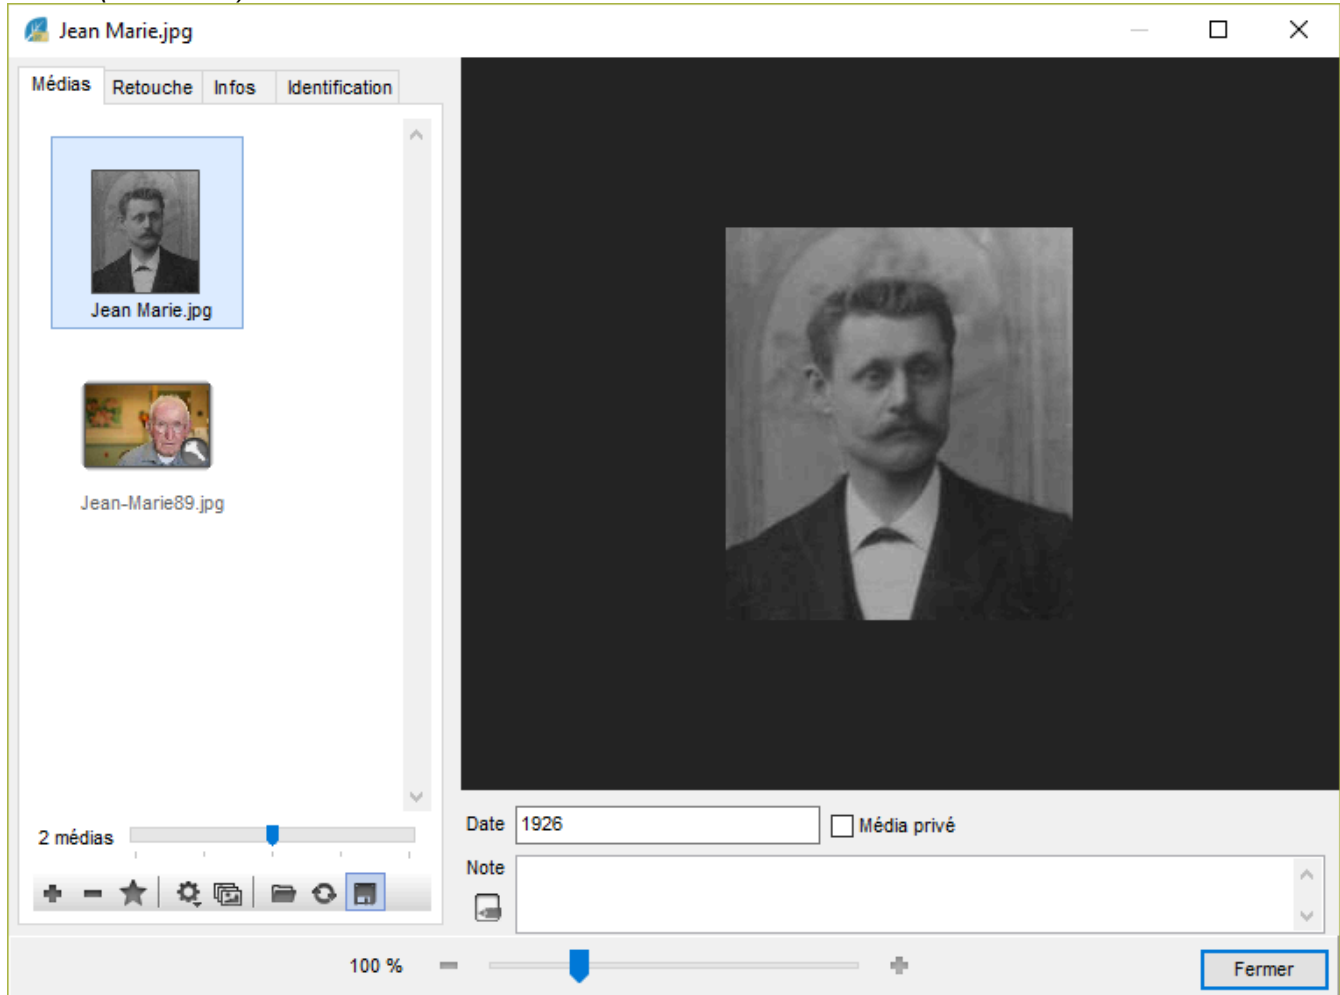 Jean Marie.jpg
Médias Retouche Infos Identification
Jean Marie.jpg
Jean-Marie89.jpg
2 médias
Date 1926 Média privé
Note
100 %
Fermer